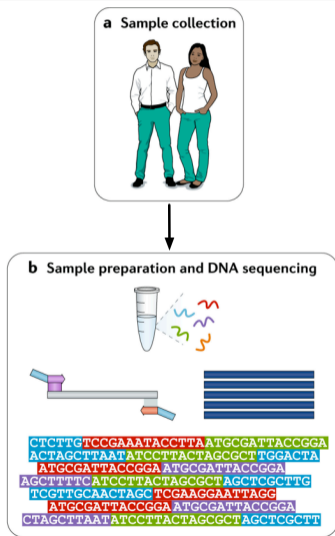 a Sample collection
b Sample preparation and DNA sequencing
CTCTTGTCCGAAATACCTTAATGCGATTACCGGA
ACTAGCTTAATATCCTTACTAGCGCTTGGACTA
ATGCGATTACCGGAATGCGATTACCGGA
AGCTTTTCATCCTTACTAGCGCTAGCTCGCTTG
TCGTTGCAACTAGCTCGAAGGAATTAGG
ATGCGATTACCGGAATGCGATTACCGGA
CTAGCTTAATATCCTTACTAGCGCTAGCTCGCTT